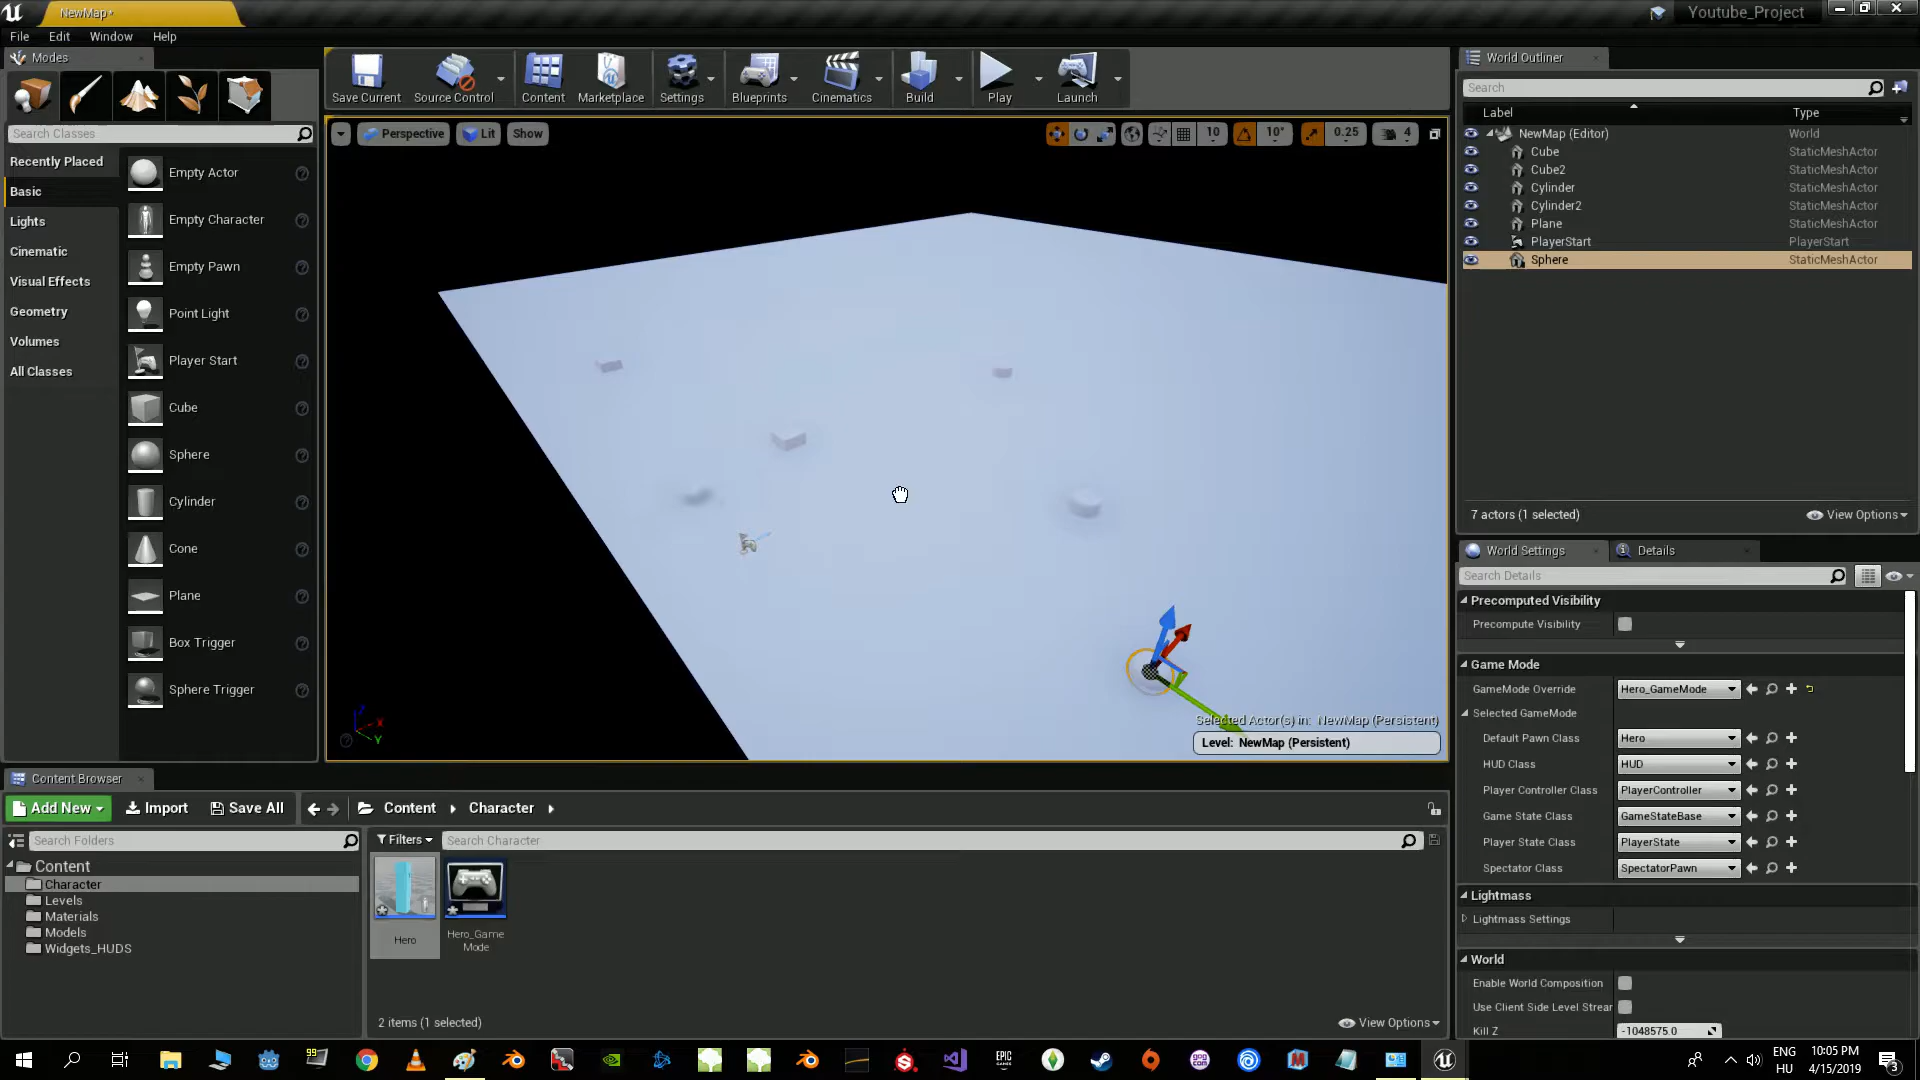 NewMap*
Youtube_Project
File Edit Window Help
Modes
Search Classes
Recently Placed
Basic
Lights
Cinematic
Visual Effects
Geometry
Volumes
All Classes
Empty Actor
Empty Character
Empty Pawn
Point Light
Player Start
Cube
Sphere
Cylinder
Cone
Plane
Box Trigger
Sphere Trigger
Save Current
Source Control
Content
Marketplace
Settings
Blueprints
Cinematics
Build
Play
Launch
Perspective
Lit
Show
10
10°
0.25
4
X
Y
Selected Actor(s) in: NewMap (Persistent)
Level: NewMap (Persistent)
World Outliner
Search
Label Type
NewMap (Editor) World
Cube StaticMeshActor
Cube2 StaticMeshActor
Cylinder StaticMeshActor
Cylinder2 StaticMeshActor
Plane StaticMeshActor
PlayerStart PlayerStart
Sphere StaticMeshActor
7 actors (1 selected)
View Options
World Settings
Details
Search Details
Precomputed Visibility
Precompute Visibility
Game Mode
GameMode Override Hero_GameMode
Selected GameMode
Default Pawn Class Hero
HUD Class HUD
Player Controller Class PlayerController
Game State Class GameStateBase
Player State Class PlayerState
Spectator Class SpectatorPawn
Lightmass
Lightmass Settings
World
Enable World Composition
Use Client Side Level Strear
Kill Z -1048575.0
Content Browser
Add New
Import
Save All
Content
Character
Search Folders
Filters
Search Character
Content
Character
Levels
Materials
Models
Widgets_HUDS
Hero
Hero_Game
Mode
2 items (1 selected)
View Options
99
ENG
HU
10:05 PM
4/15/2019
3